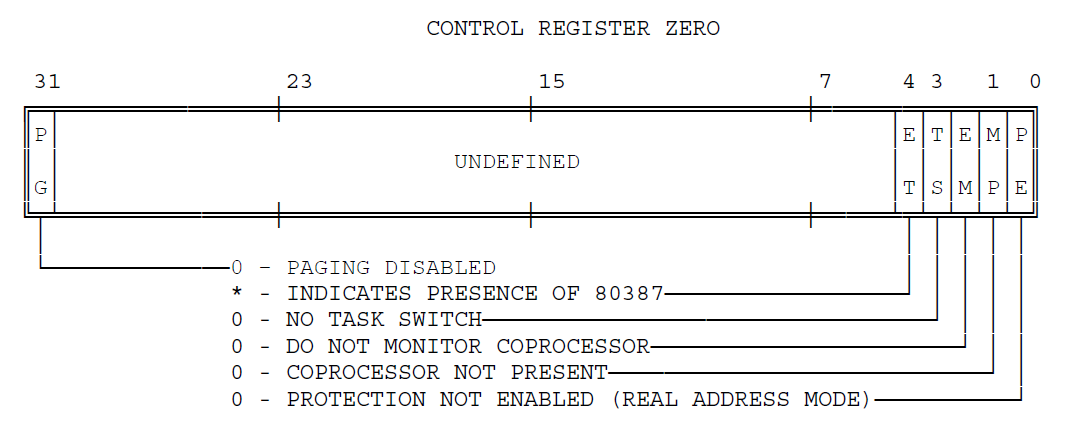 CONTROL REGISTER ZERO
31 23 15 7 4 3 1 0
P E T E M P
UNDEFINED
G T S M P E
0 - PAGING DISABLED
* - INDICATES PRESENCE OF 80387
0 - NO TASK SWITCH
0 - DO NOT MONITOR COPROCESSOR
0 - COPROCESSOR NOT PRESENT
0 - PROTECTION NOT ENABLED (REAL ADDRESS MODE)